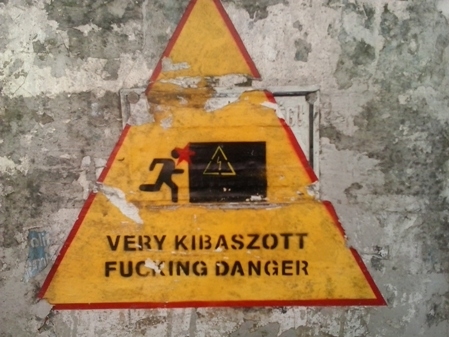 VERY KIBASZOTT
FUCKING DANGER